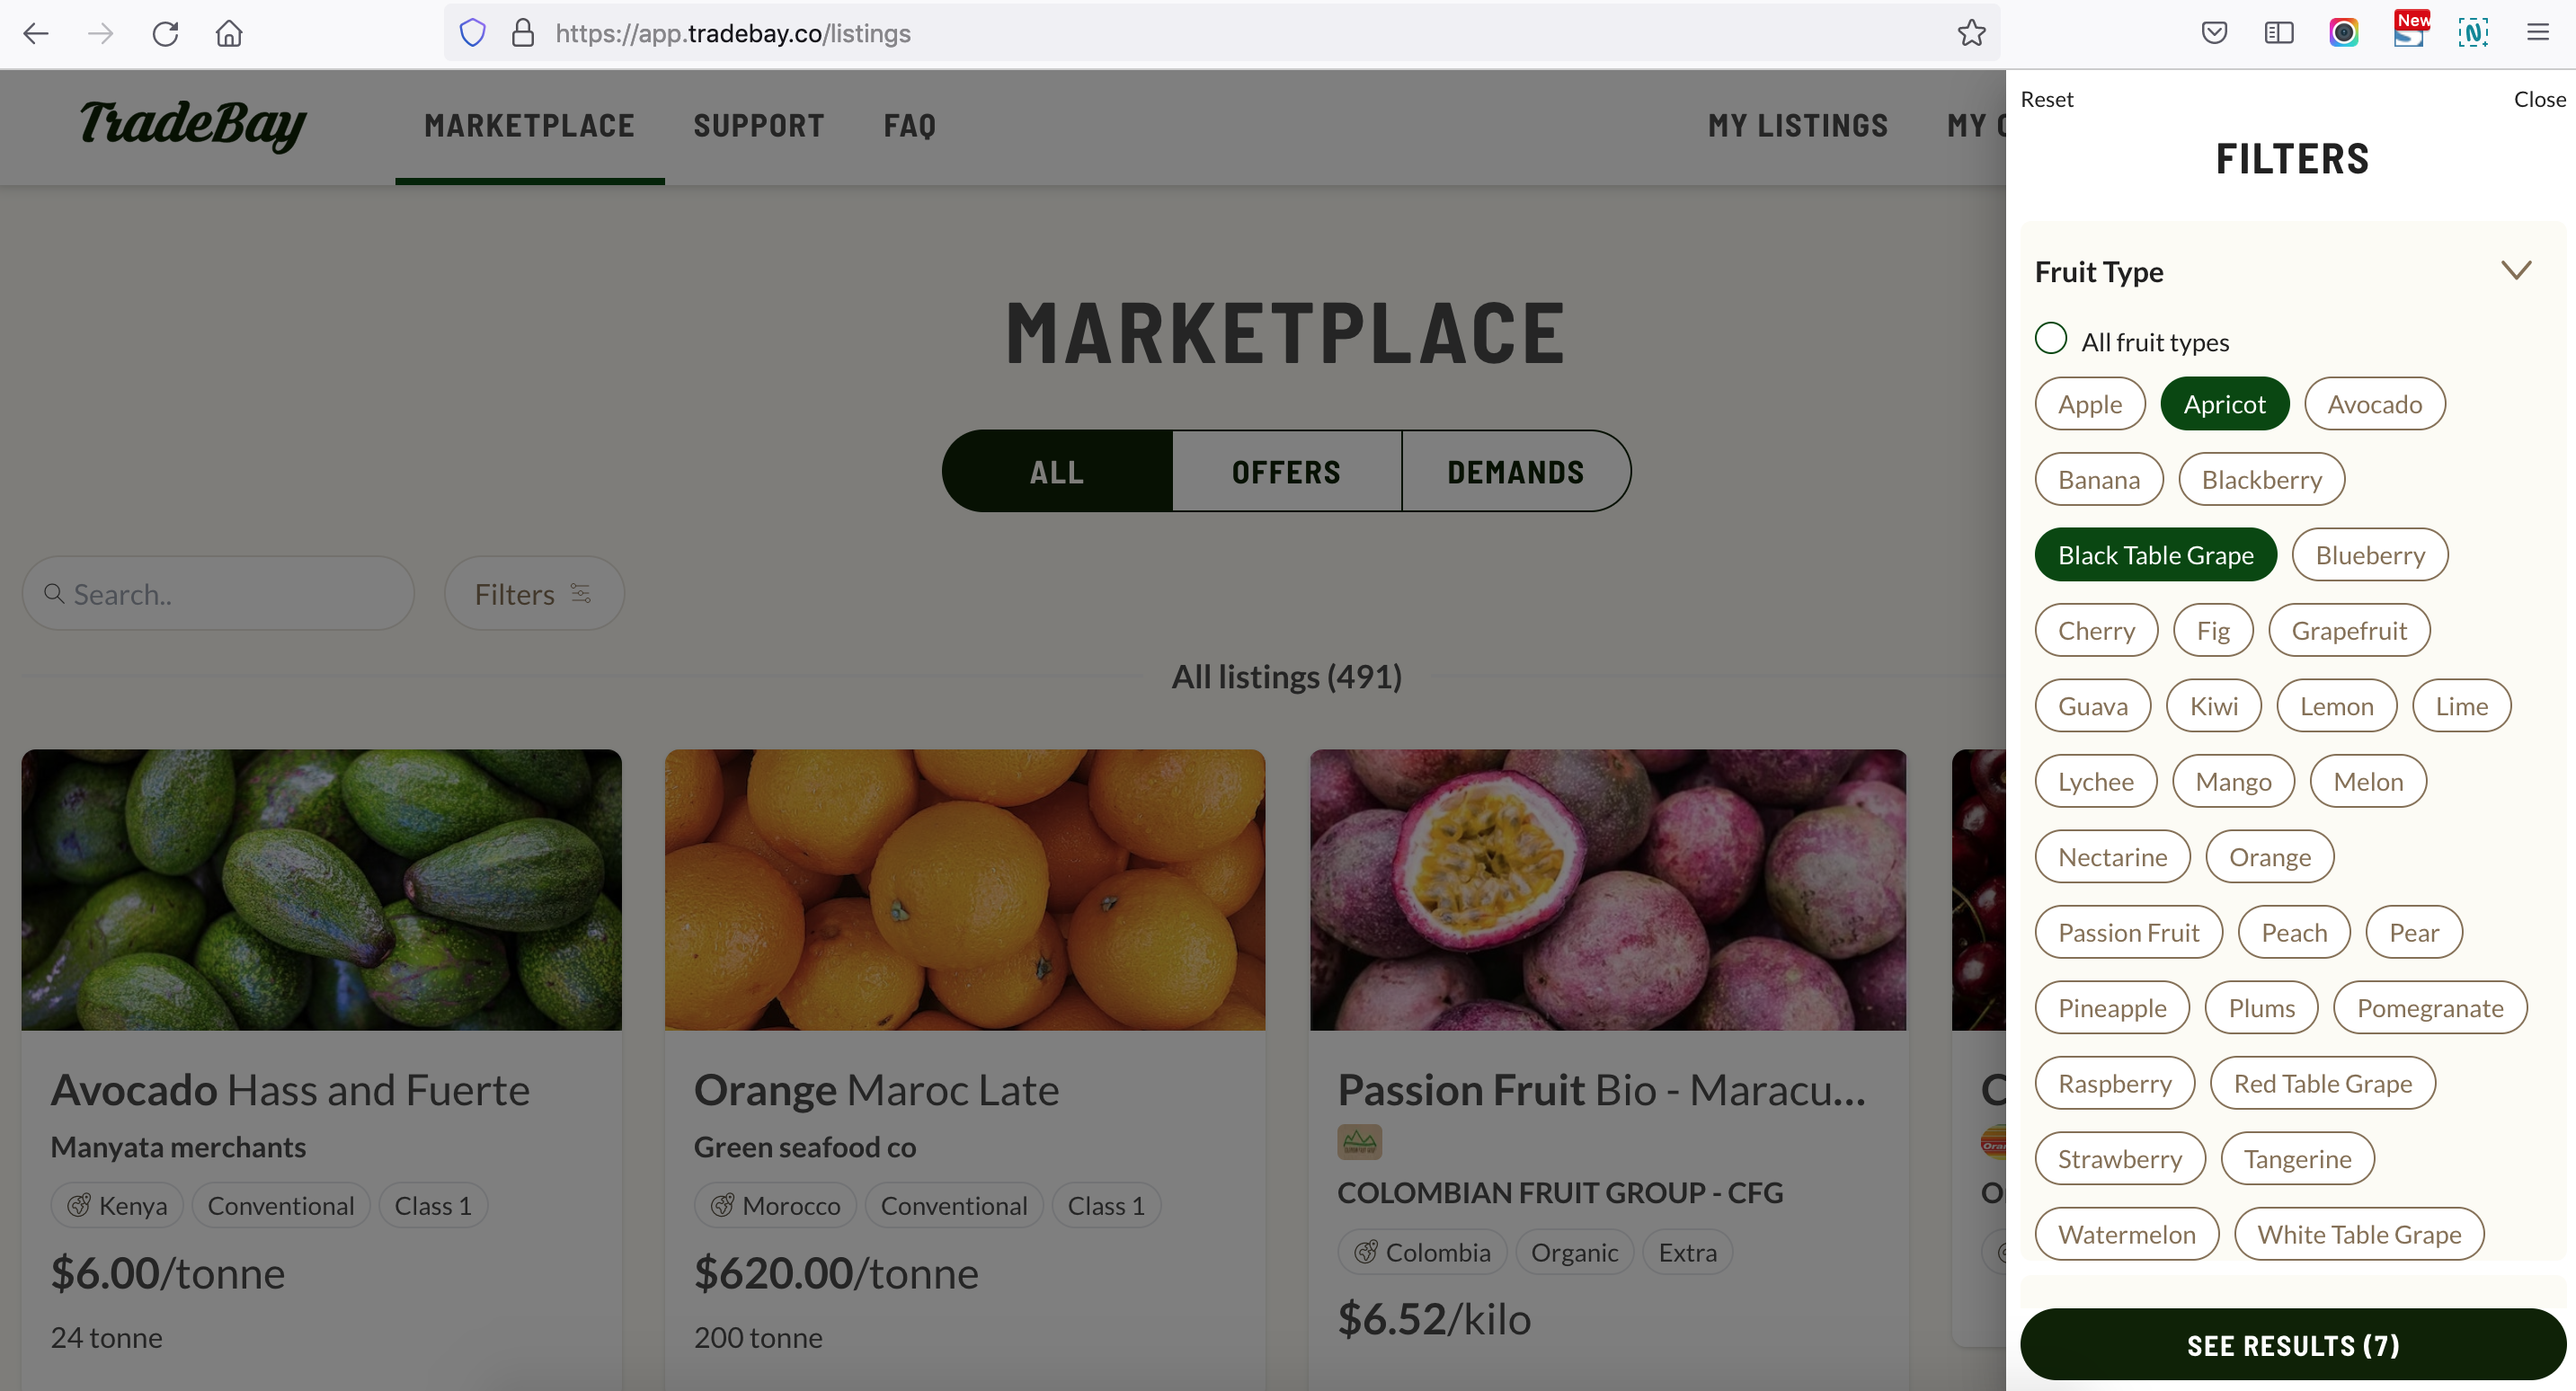 https://app.tradebay.co/listings
New
TradeBay
MARKETPLACE
SUPPORT
FAQ
MY LISTINGS
MY
MARKETPLACE
ALL
OFFERS
DEMANDS
Search..
Filters
All listings (491)
Avocado Hass and Fuerte
Manyata merchants
Kenya
Conventional
Class 1
$6.00/tonne
24 tonne
Orange Maroc Late
Green seafood co
Morocco
Conventional
Class 1
$620.00/tonne
200 tonne
Passion Fruit Bio - Maracu...
COLOMBIAN FRUIT GROUP - CFG
Colombia
Organic
Extra
$6.52/kilo
Reset
Close
FILTERS
Fruit Type
All fruit types
Apple
Apricot
Avocado
Banana
Blackberry
Black Table Grape
Blueberry
Cherry
Fig
Grapefruit
Guava
Kiwi
Lemon
Lime
Lychee
Mango
Melon
Nectarine
Orange
Passion Fruit
Peach
Pear
Pineapple
Plums
Pomegranate
Raspberry
Red Table Grape
Strawberry
Tangerine
Watermelon
White Table Grape
SEE RESULTS (7)